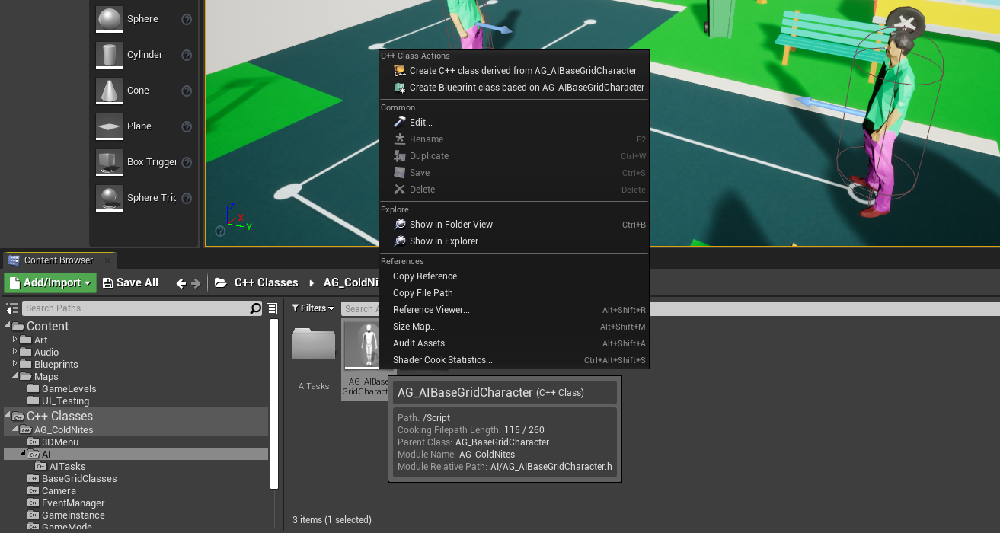 Sphere
Cylinder
Cone
Plane
Box Trigger
Sphere Trig
Z
X
Y
C++ Class Actions
Create C++ class derived from AG_AIBaseGridCharacter
Create Blueprint class based on AG_AIBaseGridCharacter
Common
Edit...
Rename F2
Duplicate Ctrl+W
Save Ctrl+S
Delete Delete
Explore
Show in Folder View Ctrl+B
Show in Explorer
References
Copy Reference
Copy File Path
Reference Viewer... Alt+Shift+R
Size Map... Alt+Shift+M
Audit Assets... Alt+Shift+A
Shader Cook Statistics... Ctrl+Alt+Shift+S
Content Browser
Add/Import Save All C++ Classes AG_ColdNi
Search Paths
Filters Search A
Content
Art
Audio
Blueprints
Maps
GameLevels
UI_Testing
C++ Classes
AG_ColdNites
3DMenu
AI
AITasks
BaseGridClasses
Camera
EventManager
Gameinstance
GameMode
AITasks
AG_AIBase
GridCharact
AG_AIBaseGridCharacter (C++ Class)
Path: /Script
Cooking Filepath Length: 115 / 260
Parent Class: AG_BaseGridCharacter
Module Name: AG_ColdNites
Module Relative Path: AI/AG_AIBaseGridCharacter.h
3 items (1 selected)